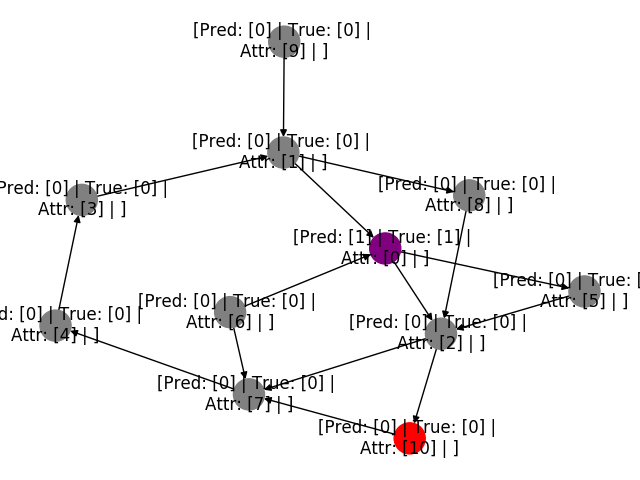 [Pred: [0] | True: [0] |
Attr: [9] | ]
[Pred: [0] | True: [0] |
Attr: [1] | ]
Pred: [0] | True: [0] |
Attr: [3] | ]
[Pred: [0] | True: [0] |
Attr: [8] | ]
[Pred: [1] | True: [1] |
Attr: [0] | ]
[Pred: [0] | True: [
Attr: [5] | ]
d: [0] | True: [0] |
Attr: [4] | ]
[Pred: [0] | True: [0] |
Attr: [6] | ]
[Pred: [0] | True: [0] |
Attr: [2] | ]
[Pred: [0] | True: [0] |
Attr: [7] | ]
[Pred: [0] | True: [0] |
Attr: [10] | ]